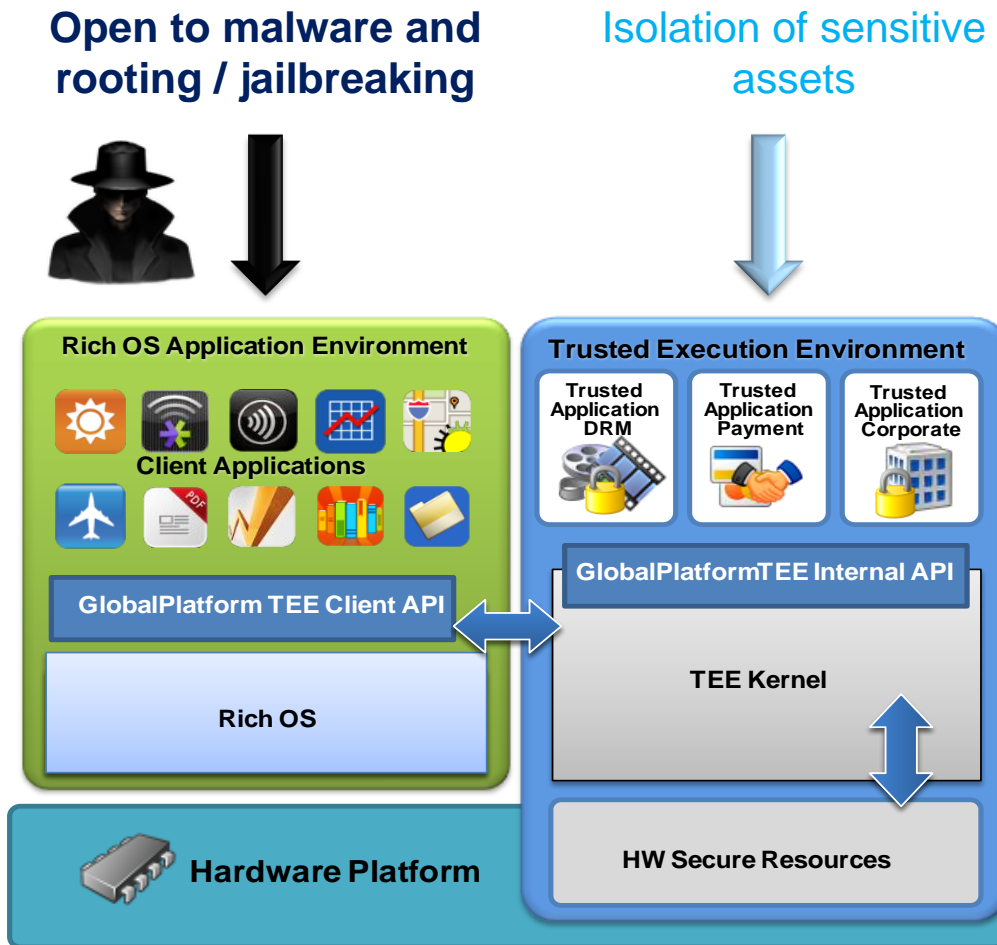 Open to malware and
rooting / jailbreaking
Isolation of sensitive
assets
Rich OS Application Environment
Client Applications
PDF
GlobalPlatform TEE Client API
Rich OS
Trusted Execution Environment
Trusted
Application
DRM
Trusted
Application
Payment
Trusted
Application
Corporate
GlobalPlatformTEE Internal API
TEE Kernel
HW Secure Resources
Hardware Platform